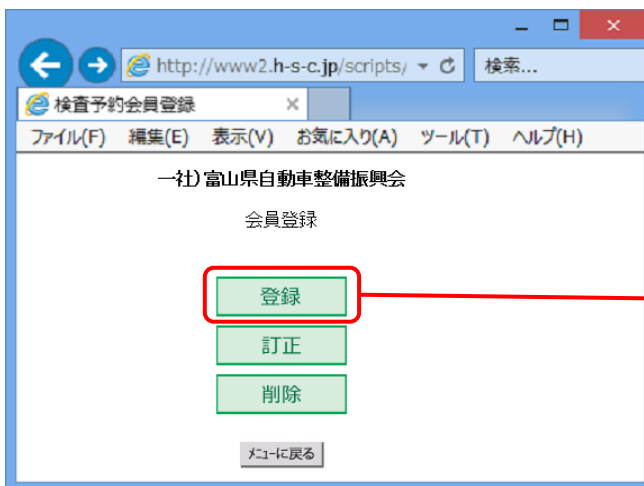 http://www2.h-s-c.jp/scripts/
検索...
検査予約会員登録
ファイル(F) 編集(E) 表示(V) お気に入り(A) ツール(T) ヘルプ(H)
一社)富山県自動車整備振興会
会員登録
登録
訂正
削除
メニューに戻る